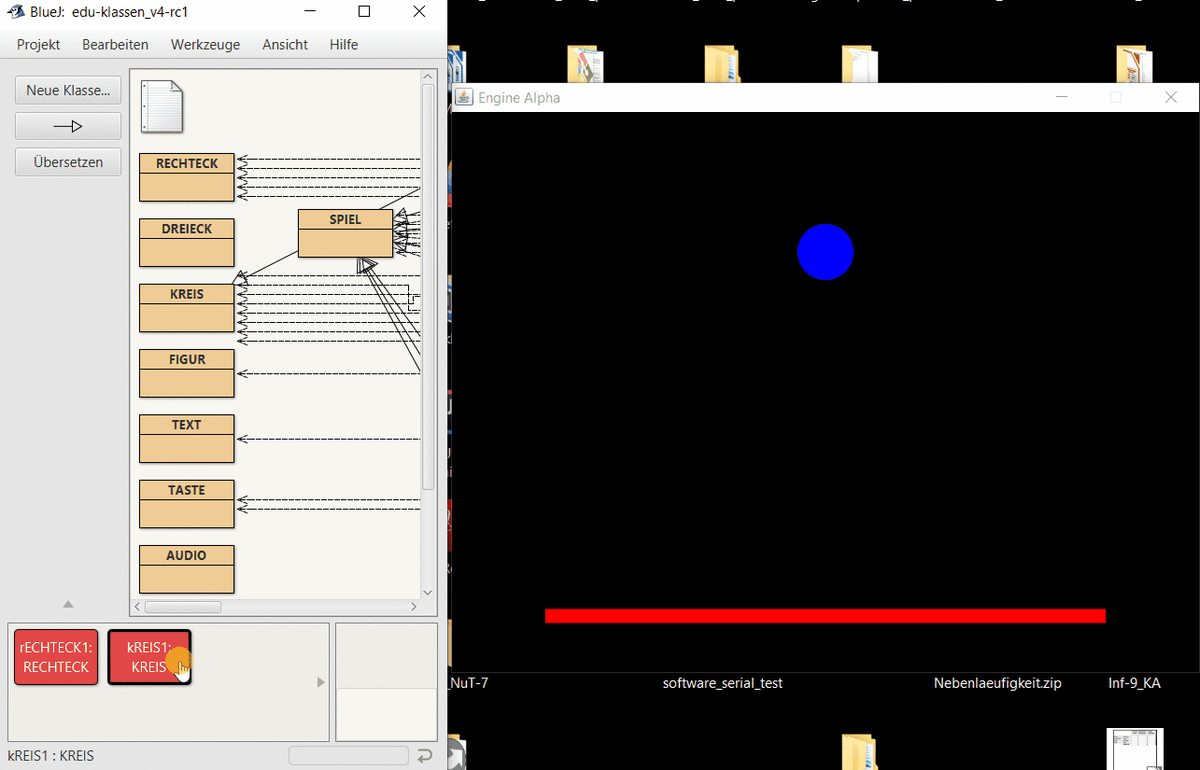 BlueJ: edu-klassen_v4-rc1
Projekt Bearbeiten Werkzeuge Ansicht Hilfe
Neue Klasse...
Übersetzen
RECHTECK
SPIEL
DREIECK
KREIS
FIGUR
TEXT
TASTE
AUDIO
rECHTECK1:
RECHTECK
kREIS1:
KREIS
kREIS1 : KREIS
Engine Alpha
_NuT-7
software_serial_test
Nebenlaeufigkeit.zip
Inf-9_KA